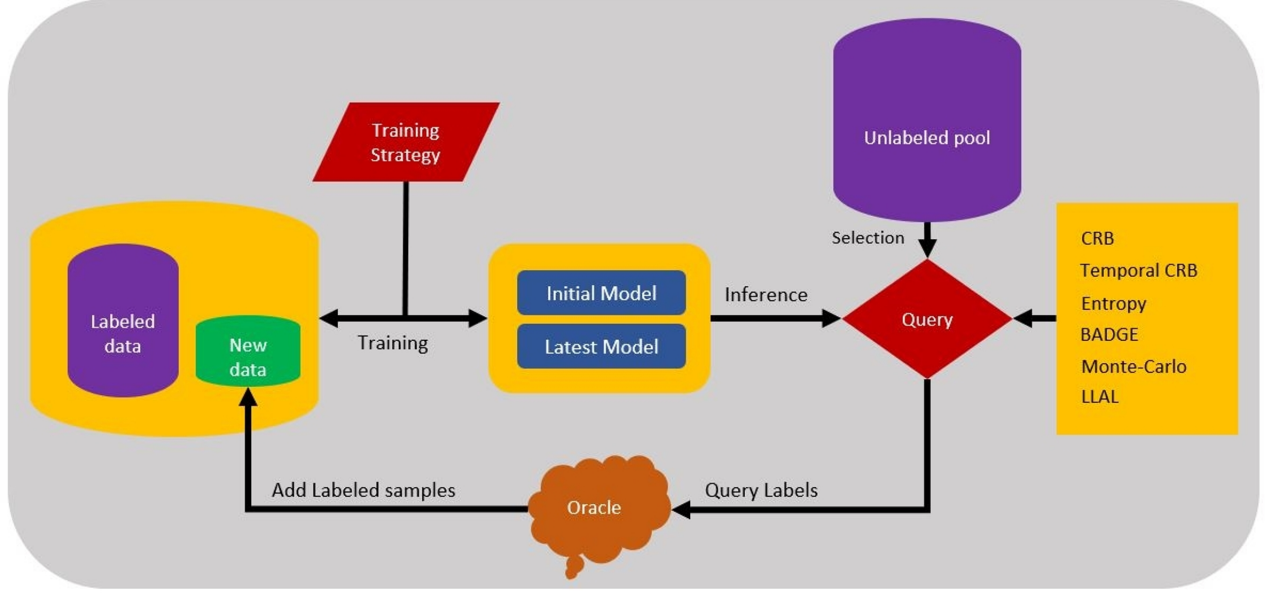 Training
Strategy
Unlabeled pool
Selection
CRB
Temporal CRB
Entropy
BADGE
Monte-Carlo
LLAL
Labeled
data
New
data
Training
Initial Model
Latest Model
Inference
Query
Add Labeled samples
Oracle
Query Labels